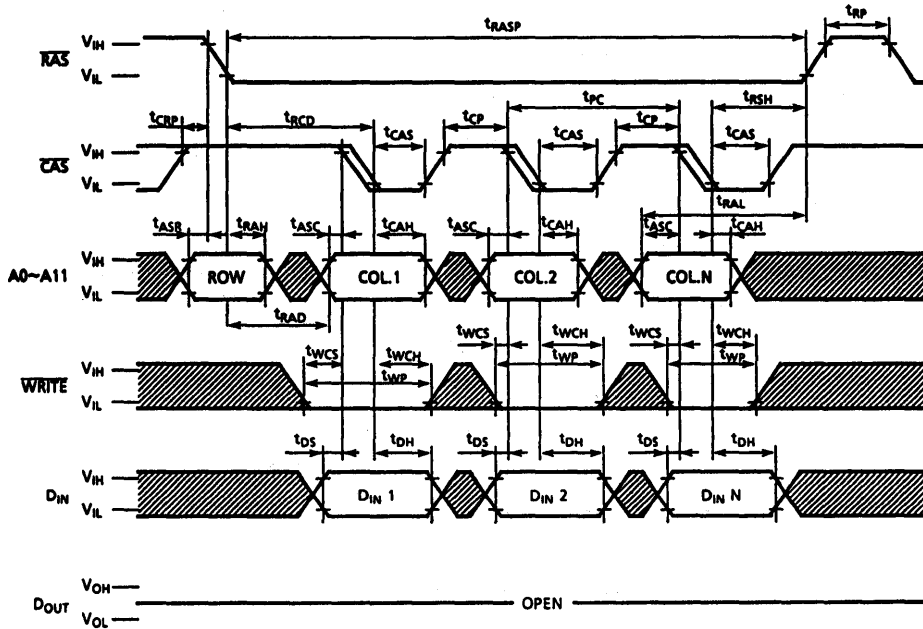 tRASP
tRP
RAS
VIH
VIL
tCRP
tRCD
tCP
tPC
tCP
tRSH
tCAS
tCAS
tCAS
CAS
VIH
VIL
tRAL
tASR
tRAH
tASC
tCAH
tASC
tCAH
tASC
tCAH
A0~A11
VIH
VIL
ROW
COL.1
COL.2
COL.N
tRAD
tWCS
tWCH
tWCS
tWCH
tWCS
tWCH
tWP
tWP
tWP
WRITE
VIH
VIL
tDS
tDH
tDS
tDH
tDS
tDH
DIN
VIH
VIL
DIN 1
DIN 2
DIN N
DOUT
VOH
VOL
OPEN